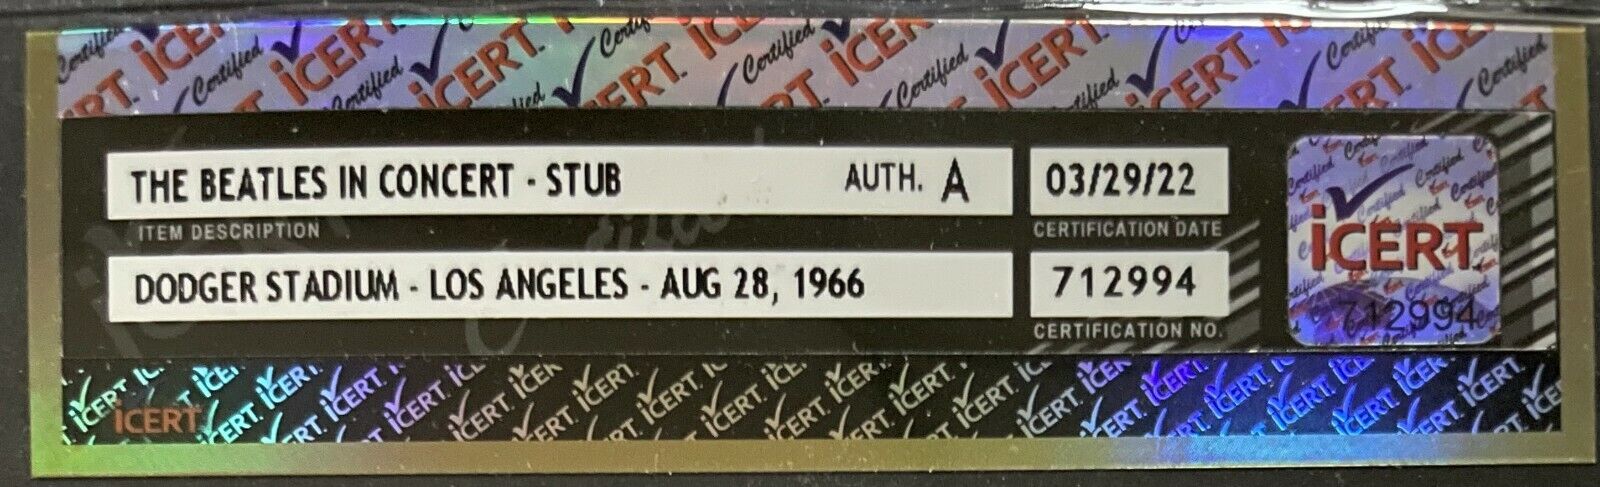 THE BEATLES IN CONCERT - STUB AUTH. A 03/29/22
ITEM DESCRIPTION CERTIFICATION DATE
DODGER STADIUM - LOS ANGELES - AUG 28, 1966 712994
CERTIFICATION NO.
iCERT
712994
iCERT